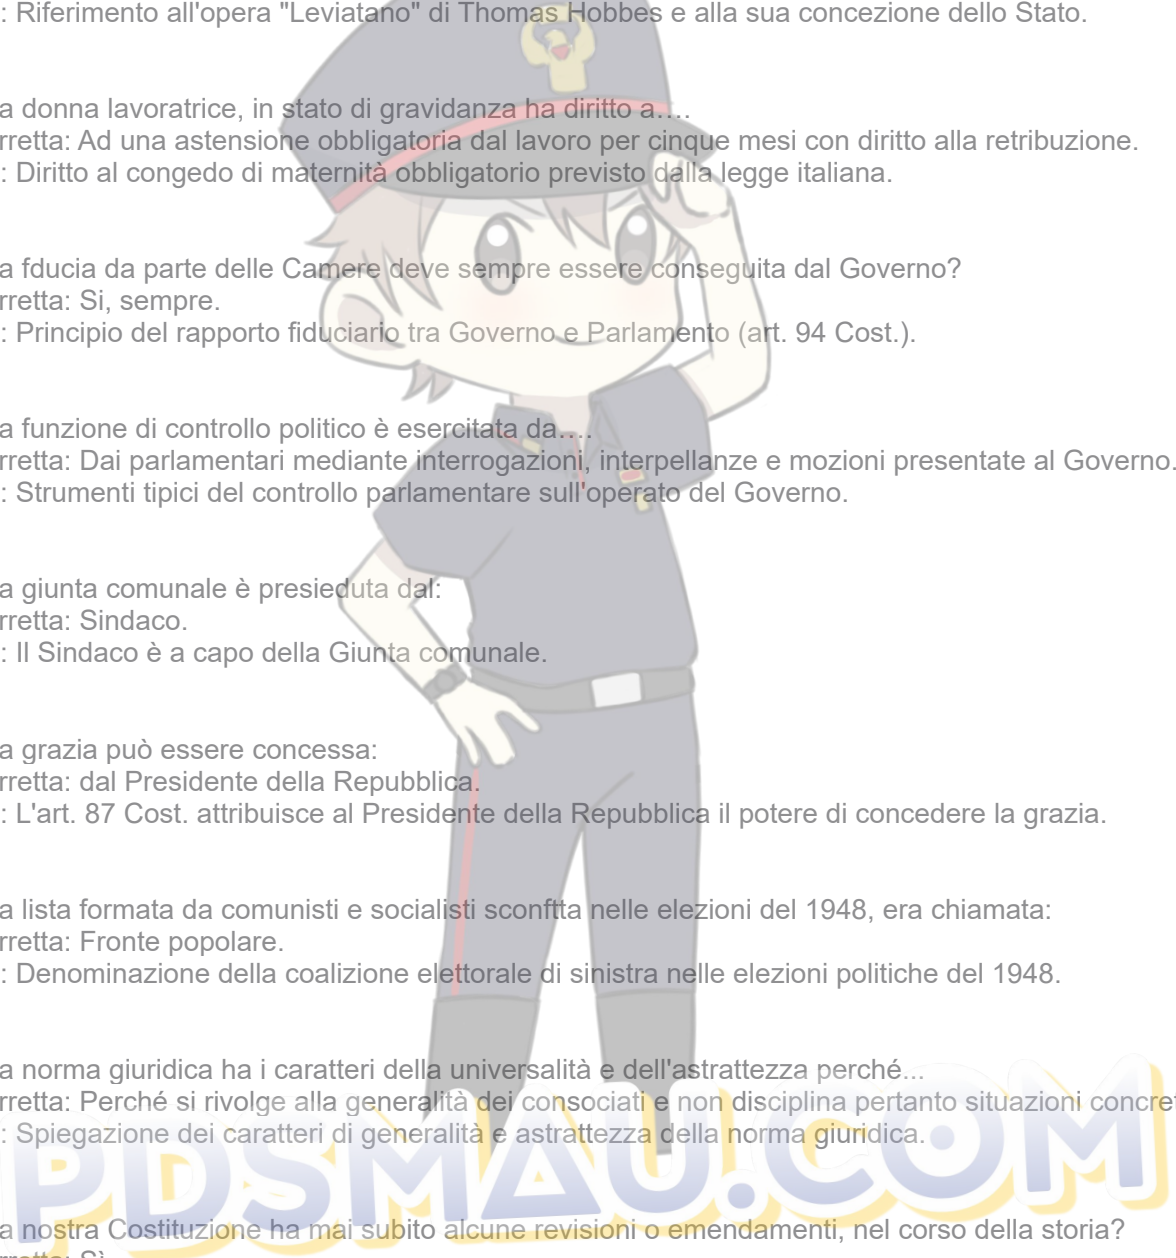 : Riferimento all'opera "Leviatano" di Thomas Hobbes e alla sua concezione dello Stato.
a donna lavoratrice, in stato di gravidanza ha diritto a….
rretta: Ad una astensione obbligatoria dal lavoro per cinque mesi con diritto alla retribuzione.
: Diritto al congedo di maternità obbligatorio previsto dalla legge italiana.
a fducia da parte delle Camere deve sempre essere conseguita dal Governo?
rretta: Si, sempre.
: Principio del rapporto fiduciario tra Governo e Parlamento (art. 94 Cost.).
a funzione di controllo politico è esercitata da….
rretta: Dai parlamentari mediante interrogazioni, interpellanze e mozioni presentate al Governo.
: Strumenti tipici del controllo parlamentare sull'operato del Governo.
a giunta comunale è presieduta dal:
rretta: Sindaco.
: Il Sindaco è a capo della Giunta comunale.
a grazia può essere concessa:
rretta: dal Presidente della Repubblica.
: L'art. 87 Cost. attribuisce al Presidente della Repubblica il potere di concedere la grazia.
a lista formata da comunisti e socialisti sconftta nelle elezioni del 1948, era chiamata:
rretta: Fronte popolare.
: Denominazione della coalizione elettorale di sinistra nelle elezioni politiche del 1948.
a norma giuridica ha i caratteri della universalità e dell'astrattezza perché...
rretta: Perché si rivolge alla generalità dei consociati e non disciplina pertanto situazioni concre
: Spiegazione dei caratteri di generalità e astrattezza della norma giuridica.
PDSMAU.COM
a nostra Costituzione ha mai subito alcune revisioni o emendamenti, nel corso della storia?
rretta: Sì